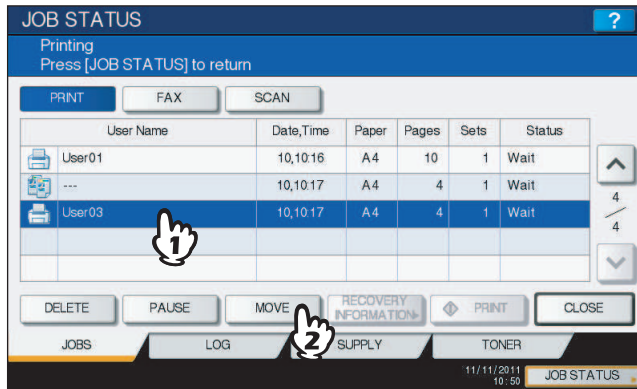 JOB STATUS ?
Printing
Press [JOB STATUS] to return
PRINT FAX SCAN
User Name Date,Time Paper Pages Sets Status
User01 10,10:16 A4 10 1 Wait
--- 10,10:17 A4 4 1 Wait
User03 10,10:17 A4 4 1 Wait
4
4
1
DELETE PAUSE MOVE RECOVERY INFORMATION PRINT CLOSE
2
JOBS LOG SUPPLY TONER
11/11/2011
10:50 JOB STATUS